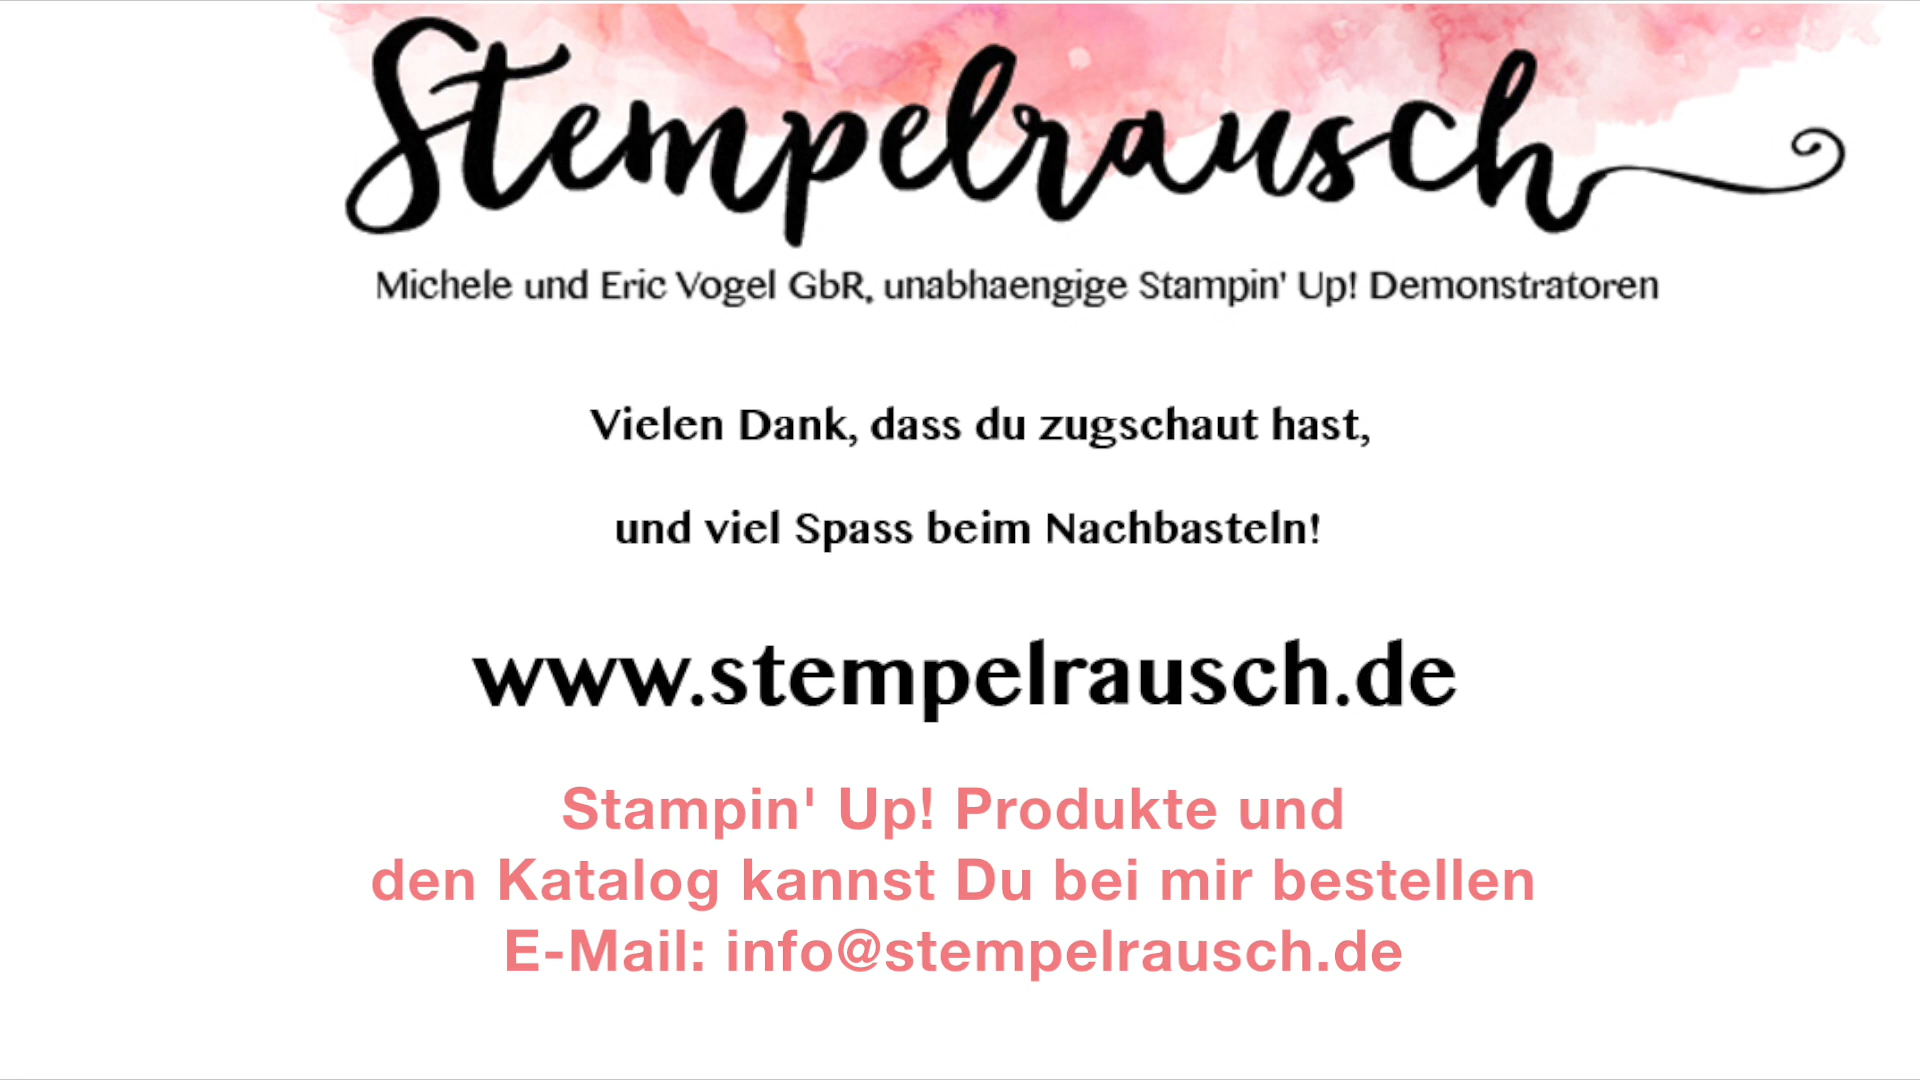 Stempelrausch
Michele und Eric Vogel GbR, unabhaengige Stampin' Up! Demonstratoren
Vielen Dank, dass du zugschaut hast,
und viel Spass beim Nachbasteln!
www.stempelrausch.de
Stampin' Up! Produkte und
den Katalog kannst Du bei mir bestellen
E-Mail: info@stempelrausch.de